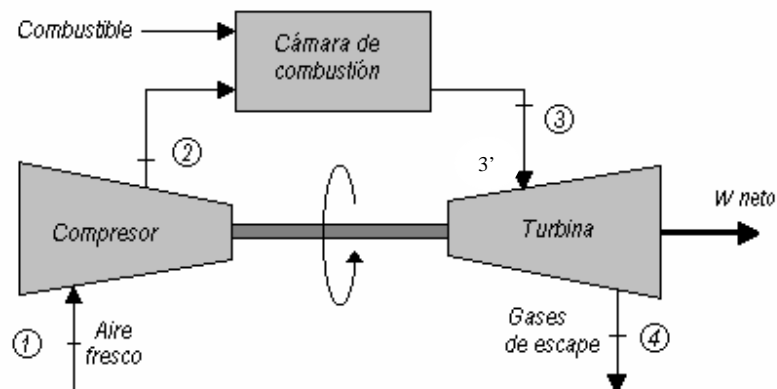 Combustible
Cámara de
combustión
②
③
3’
Compresor
Turbina
W neto
①
Aire
fresco
Gases
de escape
④